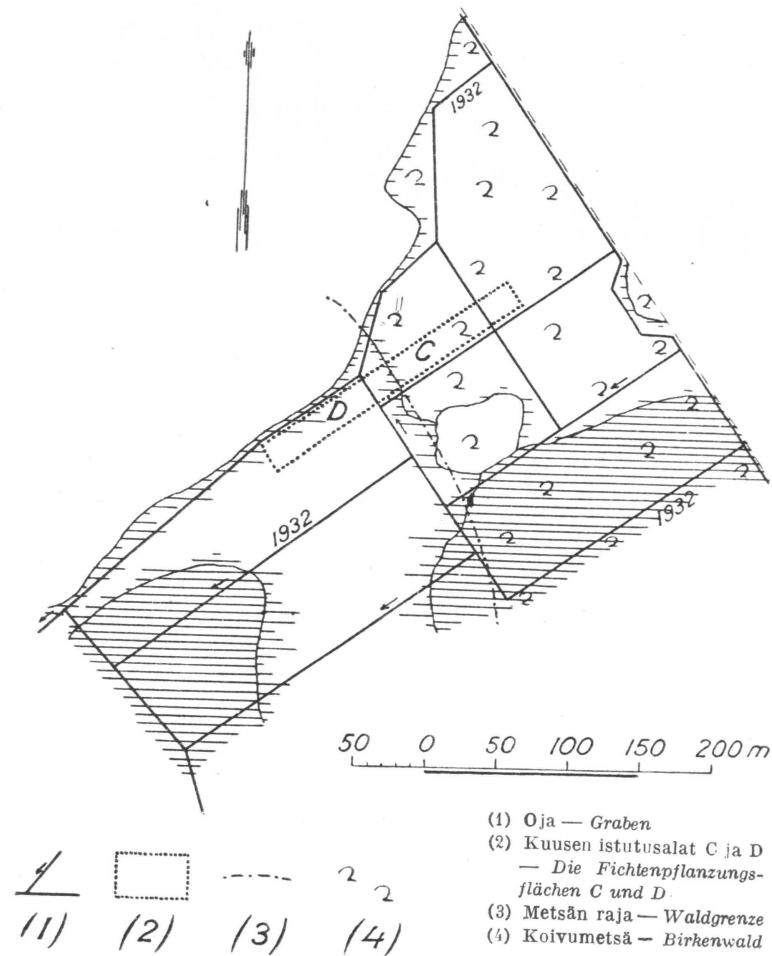 1932
C
D
1932
1932
50 0 50 100 150 200 m
(1) (2) (3) (4)
(1) Oja — Graben
(2) Kuusen istutusalat C ja D
— Die Fichtenpflanzungs-
flächen C und D
(3) Metsän raja — Waldgrenze
(4) Koivumetsä — Birkenwald